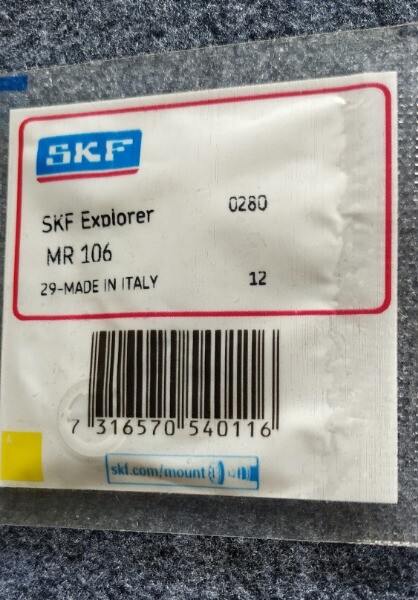 SKF
SKF Explorer 0280
MR 106
29-MADE IN ITALY 12
7 316570 540116
skf.com/mount